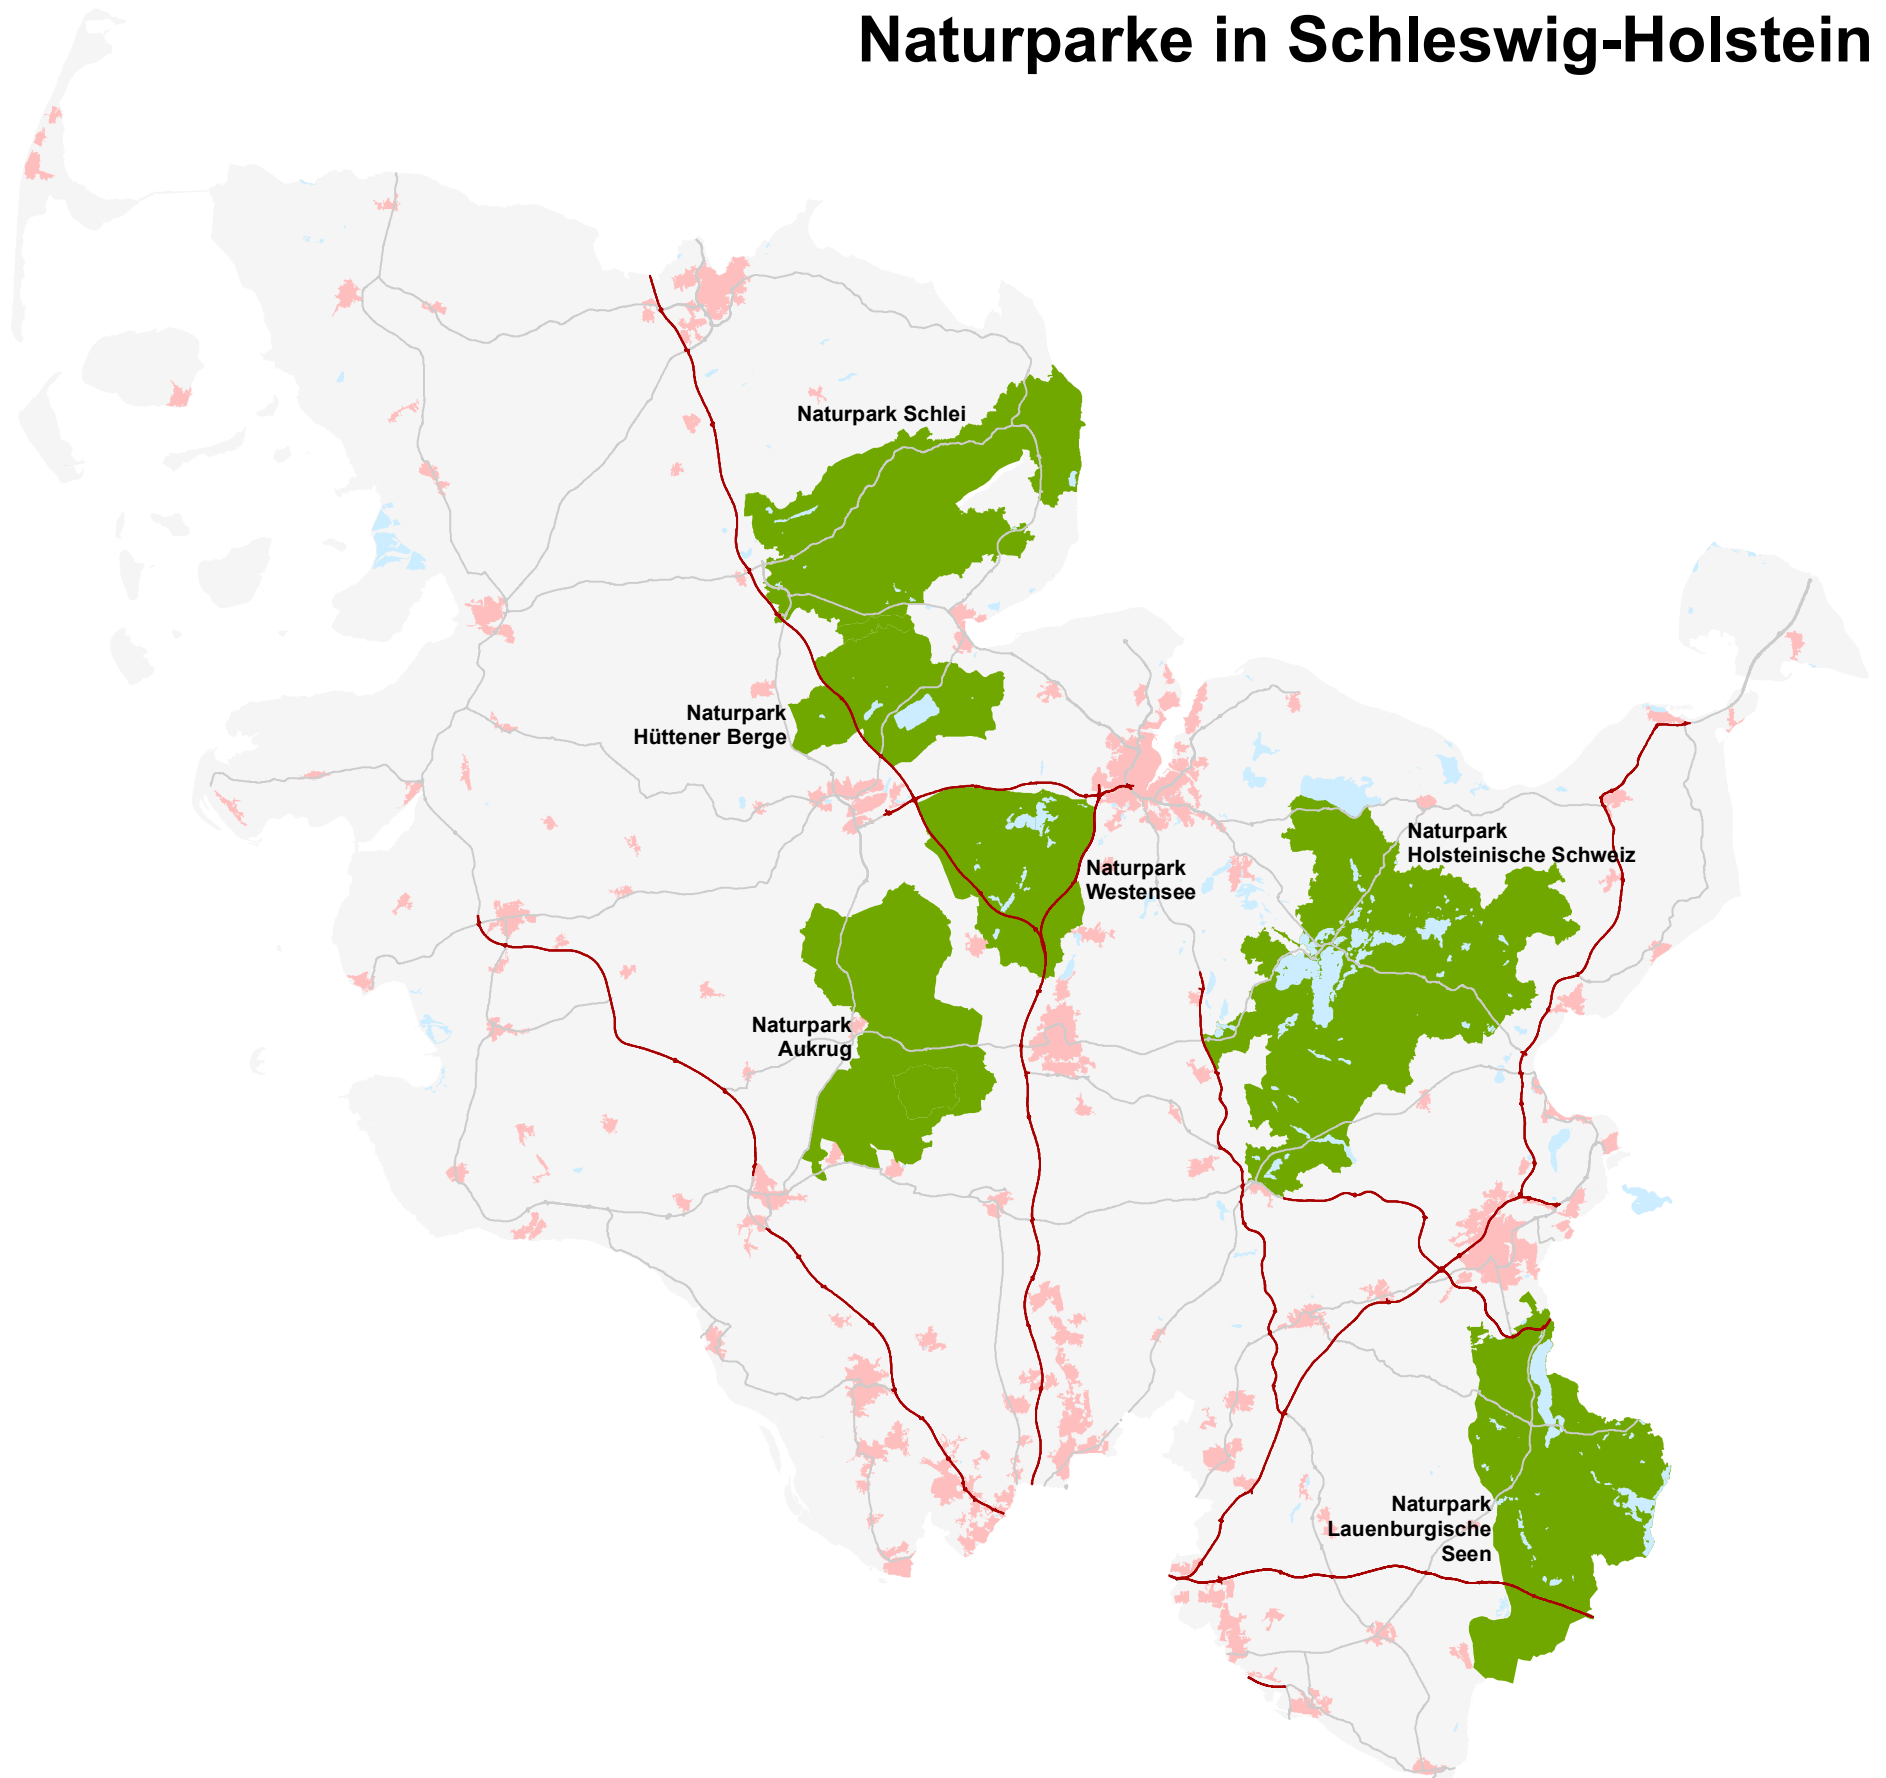 Naturparke in Schleswig-Holstein
Naturpark Schlei
Naturpark
Hüttener Berge
Naturpark
Holsteinische Schweiz
Naturpark
Westensee
Naturpark
Aukrug
Naturpark
Lauenburgische
Seen